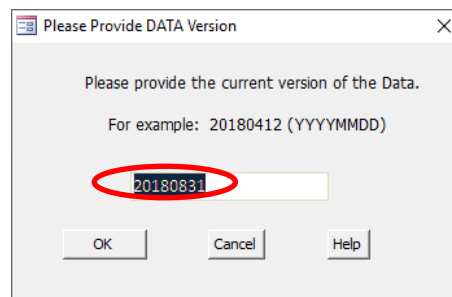 Please Provide DATA Version
Please provide the current version of the Data.
For example: 20180412 (YYYYMMDD)
20180831
OK Cancel Help